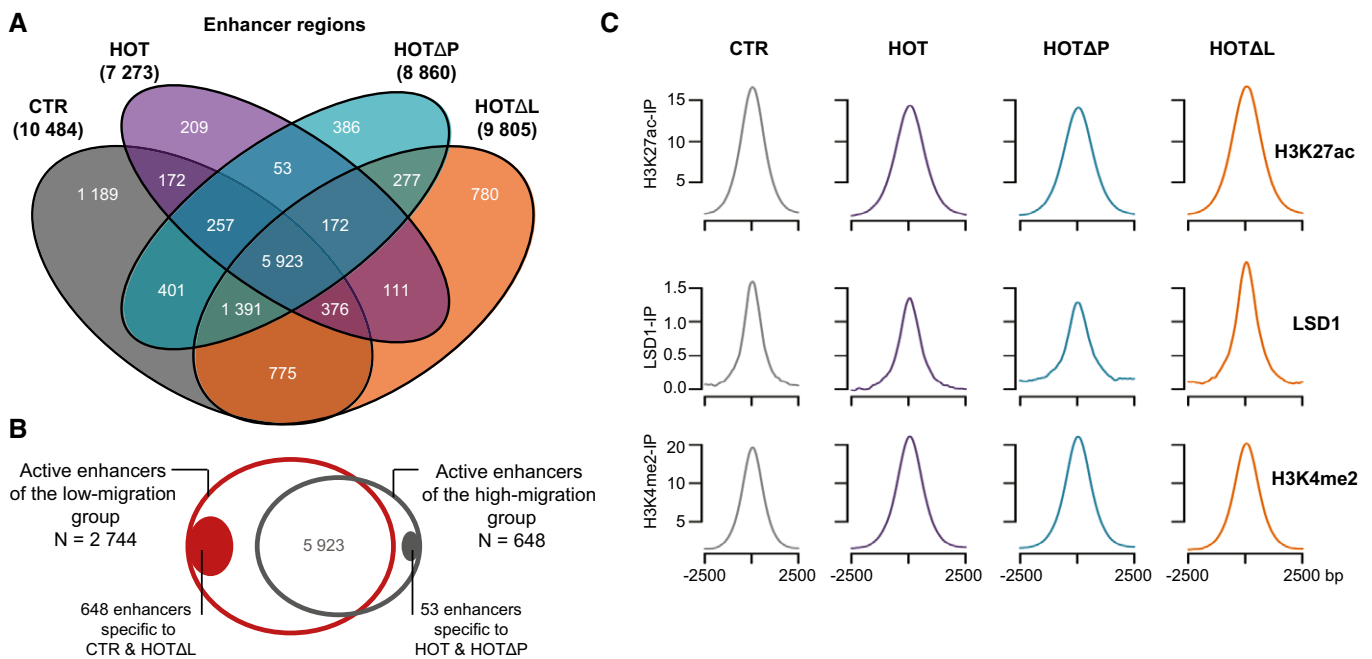 A
Enhancer regions
HOT
(7 273)
HOTΔP
(8 860)
CTR
(10 484)
HOTΔL
(9 805)
209
386
1 189
172
53
277
780
257
172
5 923
401
1 391
376
111
775
B
Active enhancers
of the low-migration
group
N = 2 744
Active enhancers
of the high-migration
group
N = 648
5 923
648 enhancers
specific to
CTR & HOTΔL
53 enhancers
specific to
HOT & HOTΔP
C
CTR
HOT
HOTΔP
HOTΔL
H3K27ac-IP
15
10
5
H3K27ac
LSD1-IP
1.5
1.0
0.5
0.0
LSD1
H3K4me2-IP
20
10
5
H3K4me2
-2500 2500 -2500 2500 -2500 2500 -2500 2500 bp